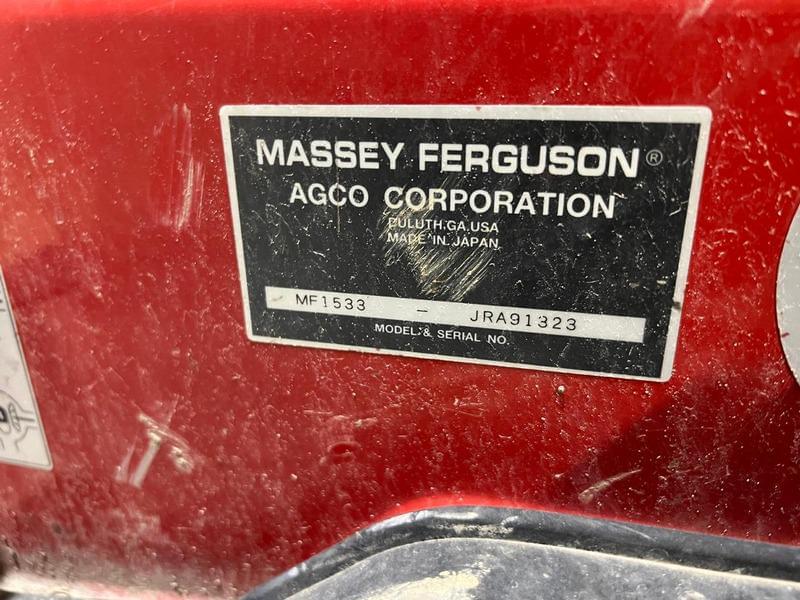 MASSEY FERGUSON®
AGCO CORPORATION
DULUTH.GA.USA
MADE IN JAPAN
MF1533 – JRA91323
MODEL & SERIAL NO.